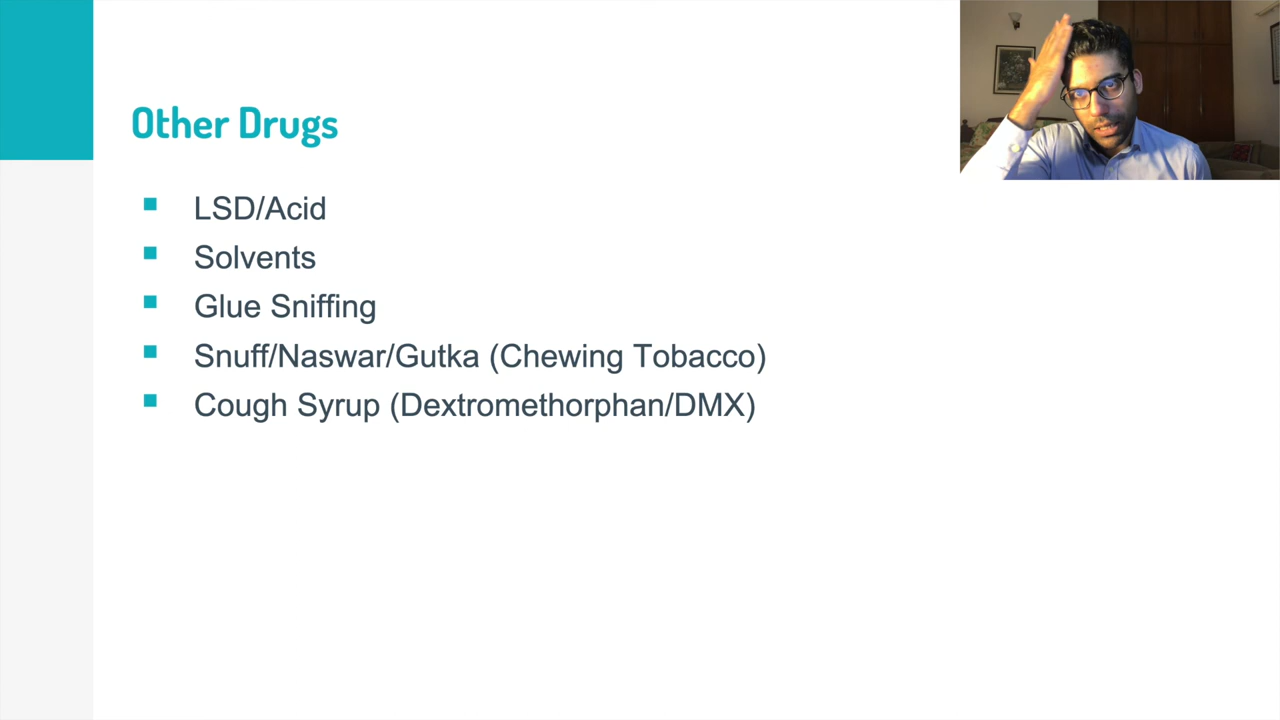 Other Drugs
LSD/Acid
Solvents
Glue Sniffing
Snuff/Naswar/Gutka (Chewing Tobacco)
Cough Syrup (Dextromethorphan/DMX)